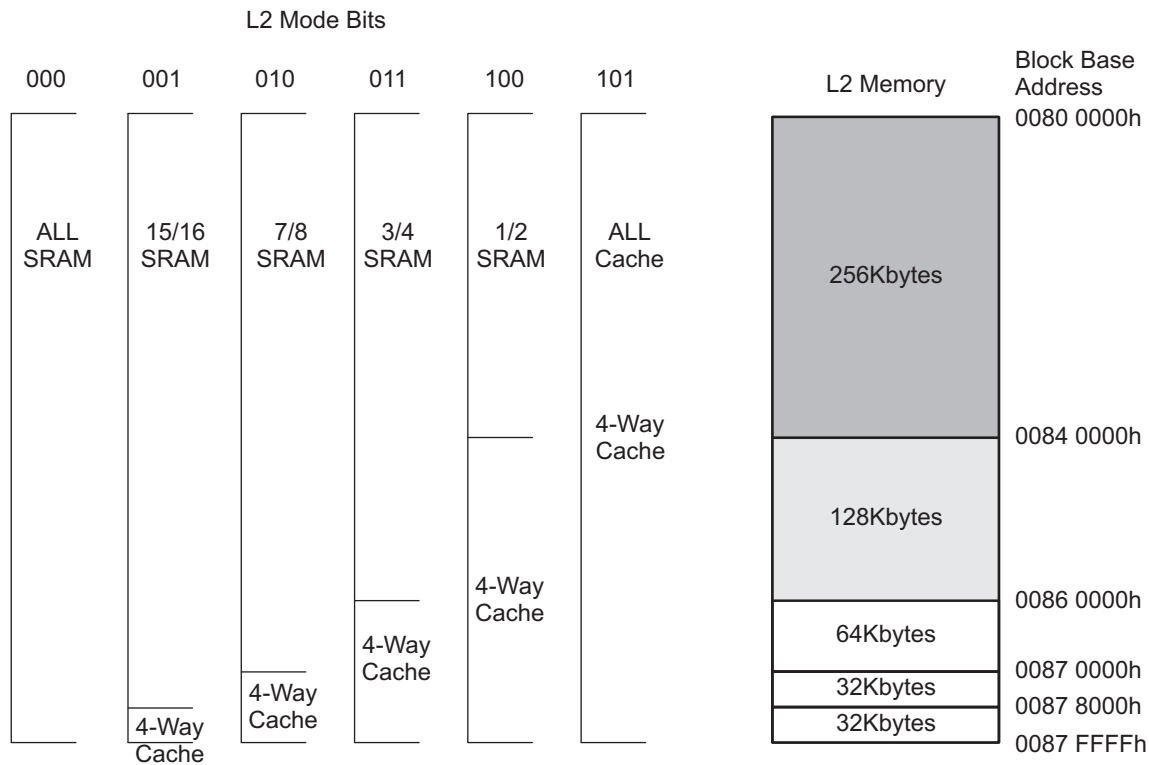 L2 Mode Bits
000 001 010 011 100 101
L2 Memory
Block Base
Address
0080 0000h
ALL
SRAM
15/16
SRAM
7/8
SRAM
3/4
SRAM
1/2
SRAM
ALL
Cache
256Kbytes
4-Way
Cache
0084 0000h
128Kbytes
4-Way
Cache
0086 0000h
4-Way
Cache
64Kbytes
0087 0000h
4-Way
Cache
32Kbytes
0087 8000h
4-Way
Cache
32Kbytes
0087 FFFFh